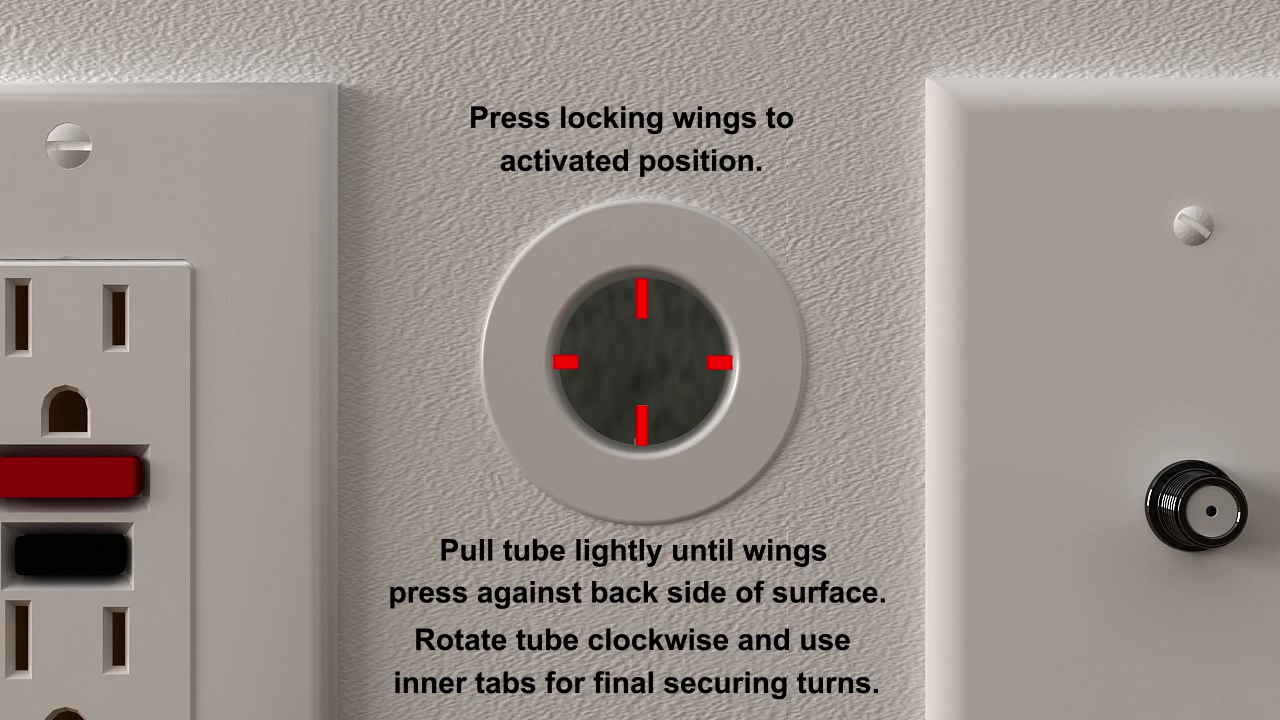 Press locking wings to
activated position.
Pull tube lightly until wings
press against back side of surface.
Rotate tube clockwise and use
inner tabs for final securing turns.